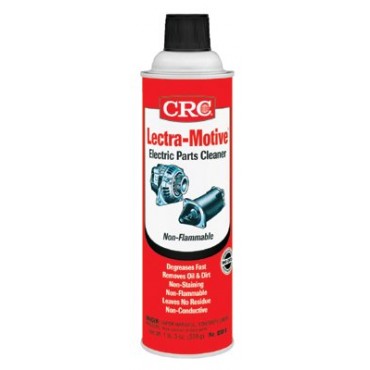 CRC
Lectra-Motive
Electric Parts Cleaner
Non-Flammable
Degreases Fast
Removes Oil & Dirt
Non-Staining
Non-Flammable
Leaves No Residue
Non-Conductive